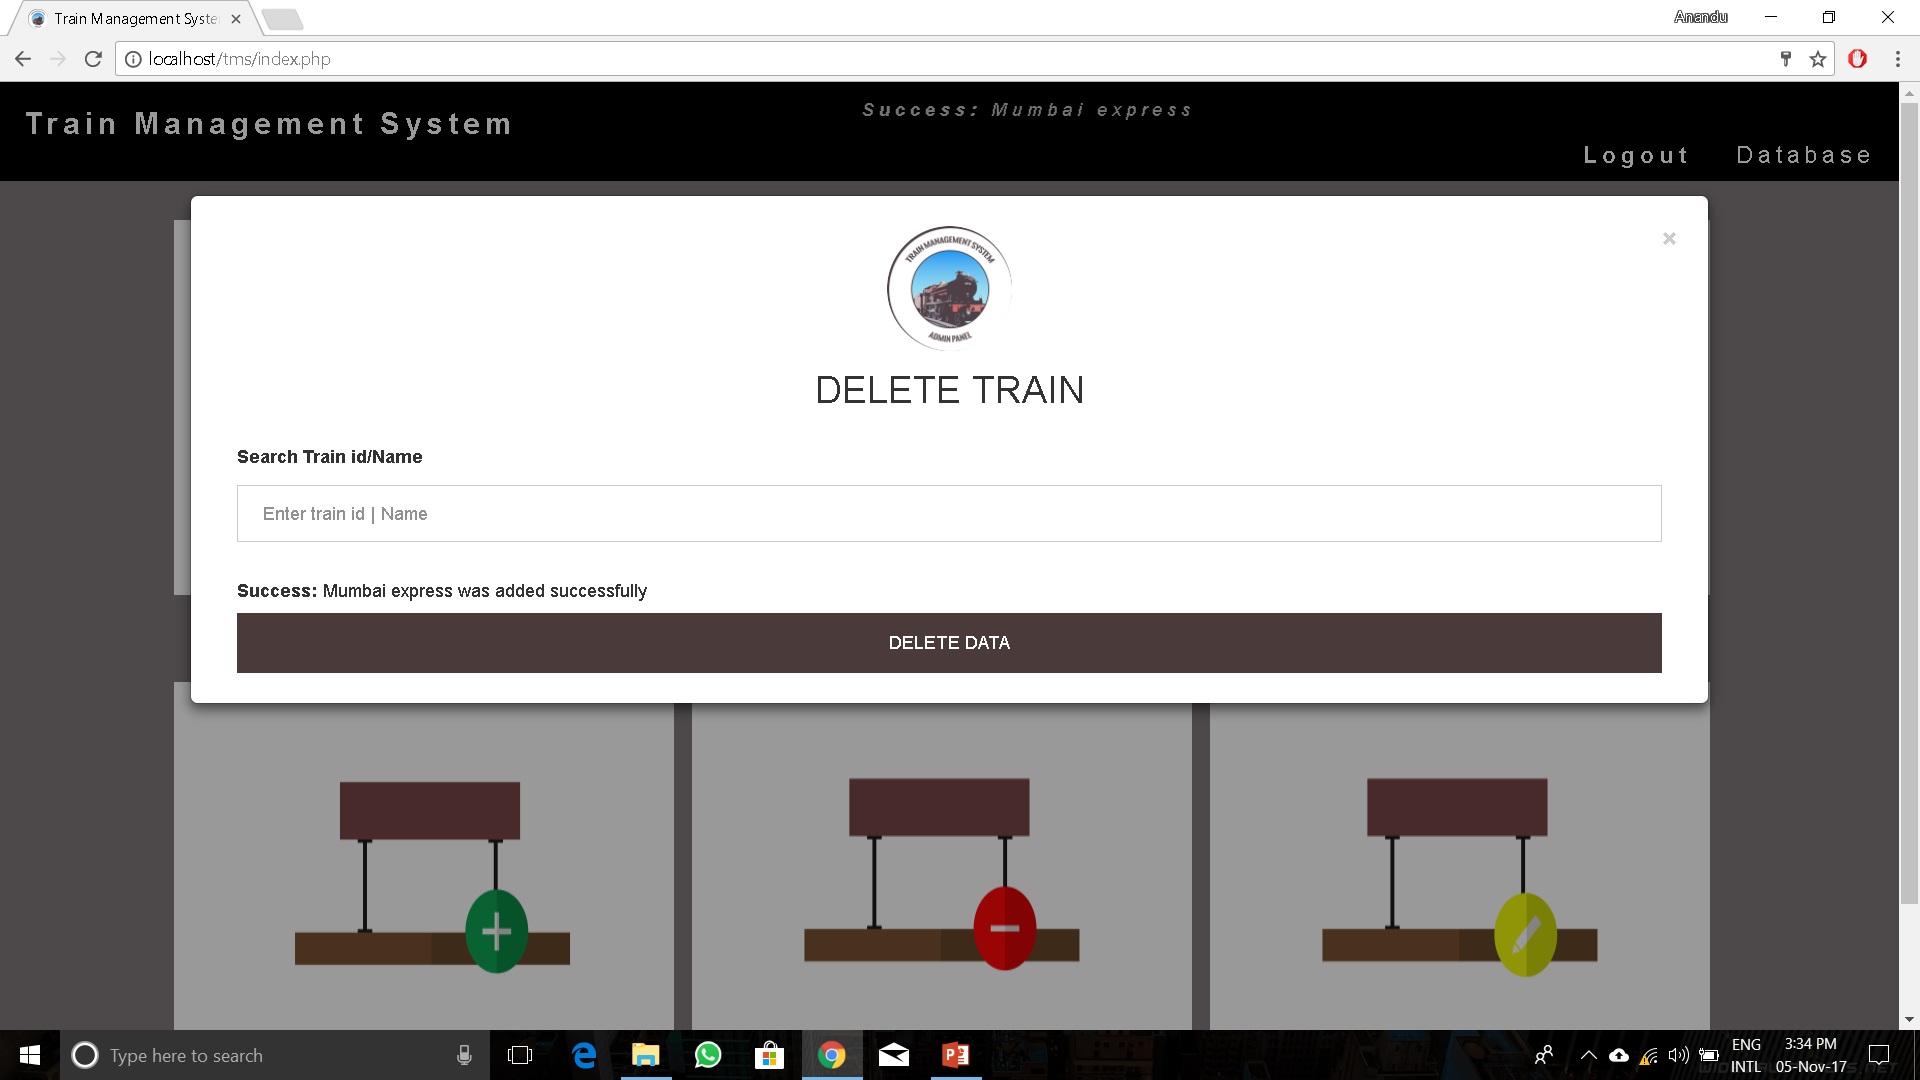 Train Management Syste
Anandu
localhost/tms/index.php
Train Management System
Success: Mumbai express
Logout
Database
TRAIN MANAGEMENT SYSTEM
ADMIN PANEL
DELETE TRAIN
Search Train id/Name
Enter train id | Name
Success: Mumbai express was added successfully
DELETE DATA
Type here to search
ENG
INTL
3:34 PM
05-Nov-17